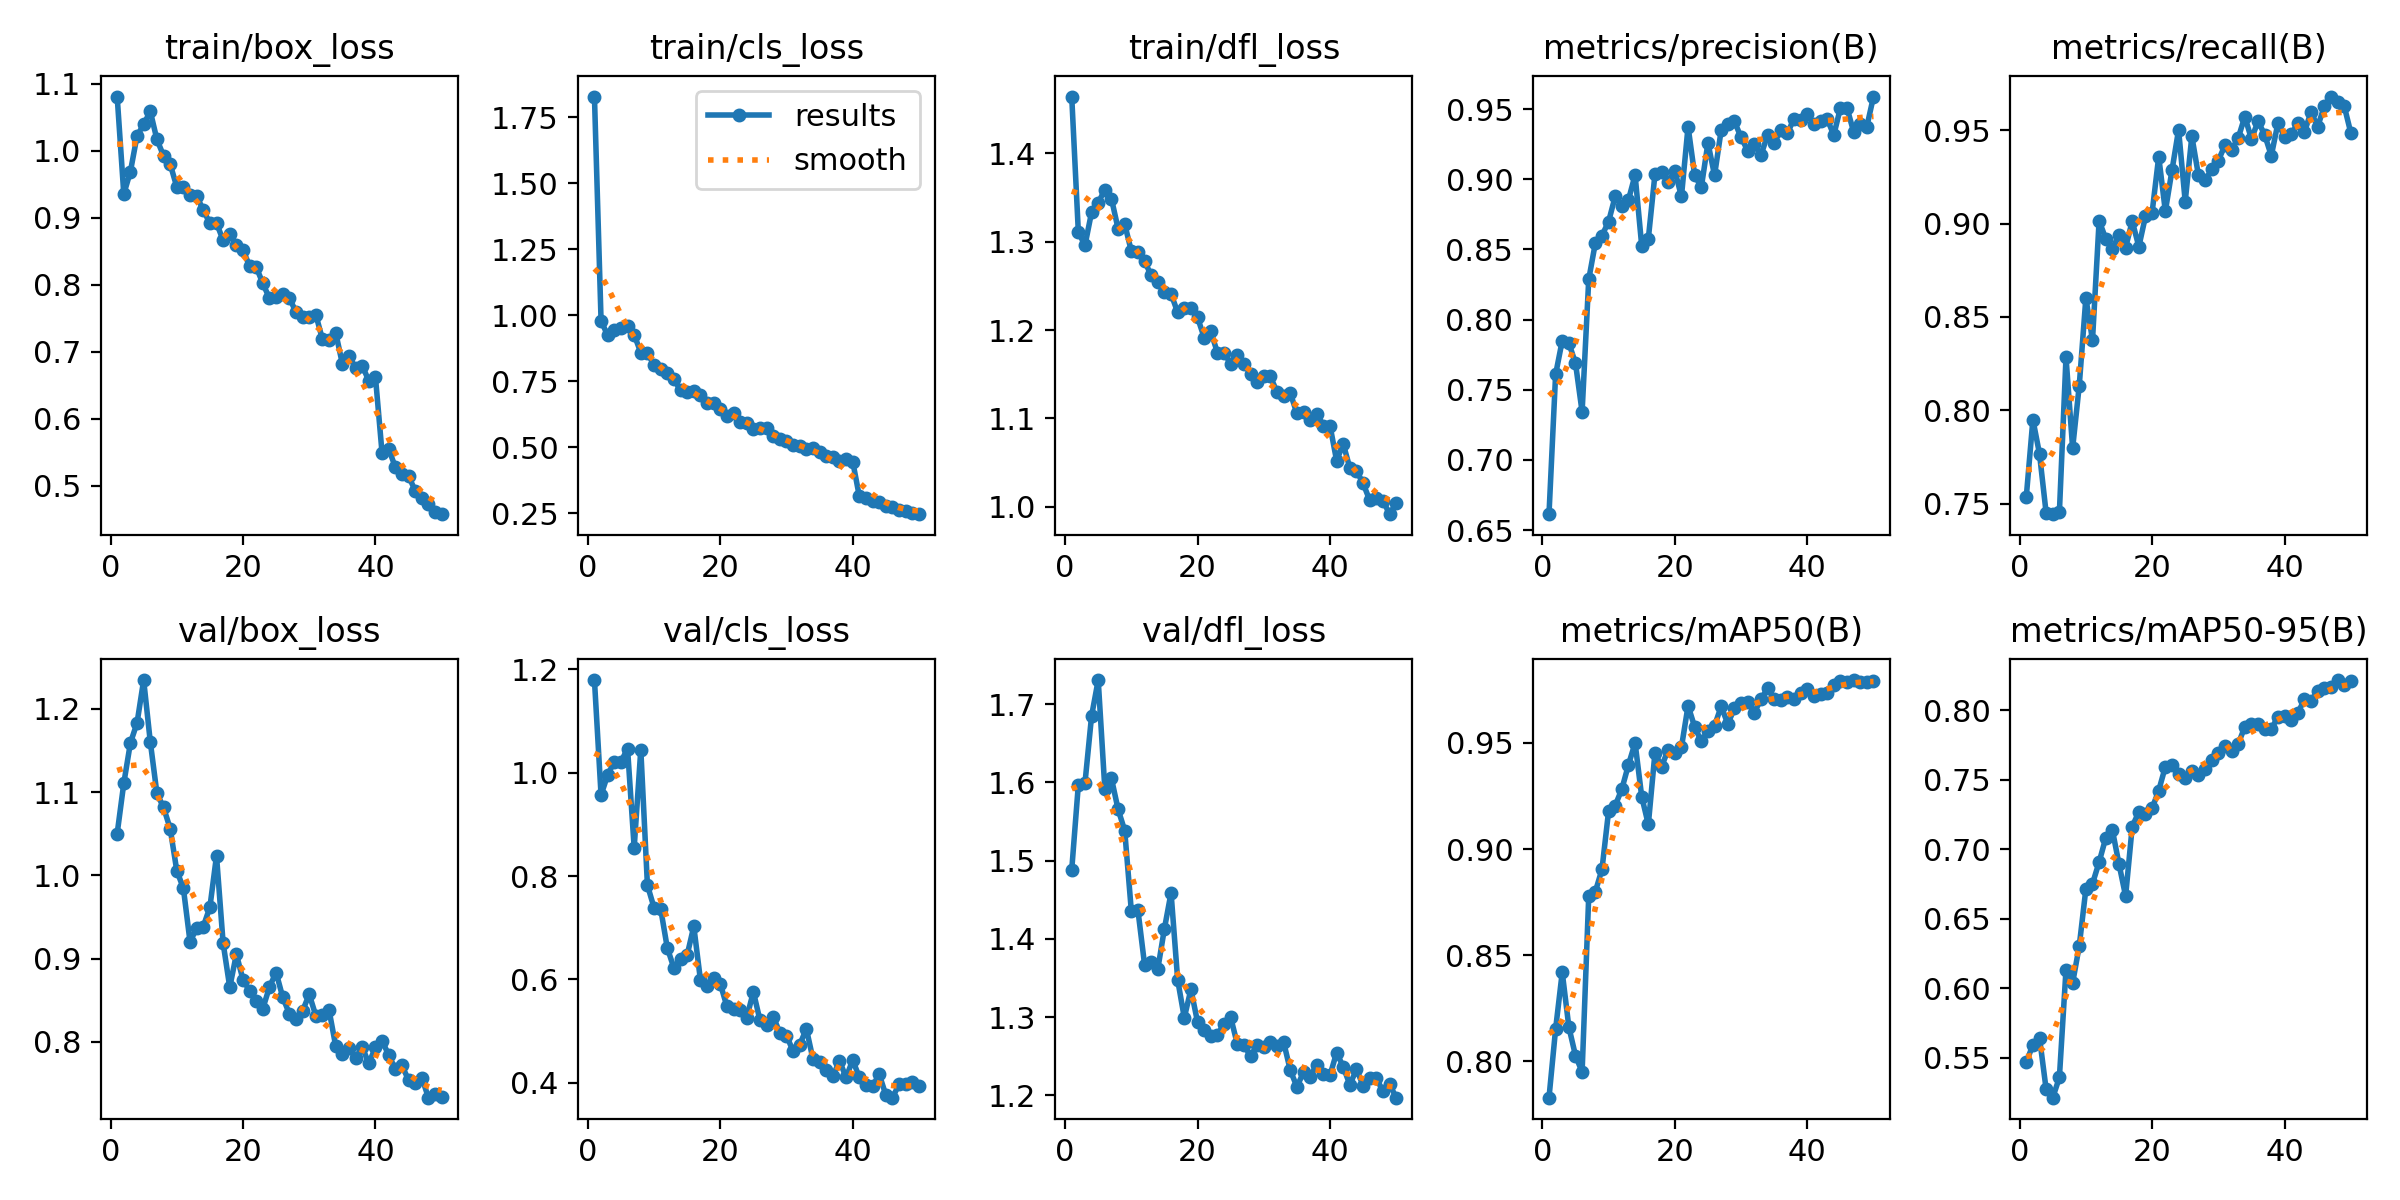 train/box_loss
train/cls_loss
train/dfl_loss
metrics/precision(B)
metrics/recall(B)
1.1
1.0
0.9
0.8
0.7
0.6
0.5
0 20 40
1.75
1.50
1.25
1.00
0.75
0.50
0.25
0 20 40
results
smooth
1.4
1.3
1.2
1.1
1.0
0 20 40
0.95
0.90
0.85
0.80
0.75
0.70
0.65
0 20 40
0.95
0.90
0.85
0.80
0.75
0 20 40
val/box_loss
val/cls_loss
val/dfl_loss
metrics/mAP50(B)
metrics/mAP50-95(B)
1.2
1.1
1.0
0.9
0.8
0 20 40
1.2
1.0
0.8
0.6
0.4
0 20 40
1.7
1.6
1.5
1.4
1.3
1.2
0 20 40
0.95
0.90
0.85
0.80
0 20 40
0.80
0.75
0.70
0.65
0.60
0.55
0 20 40